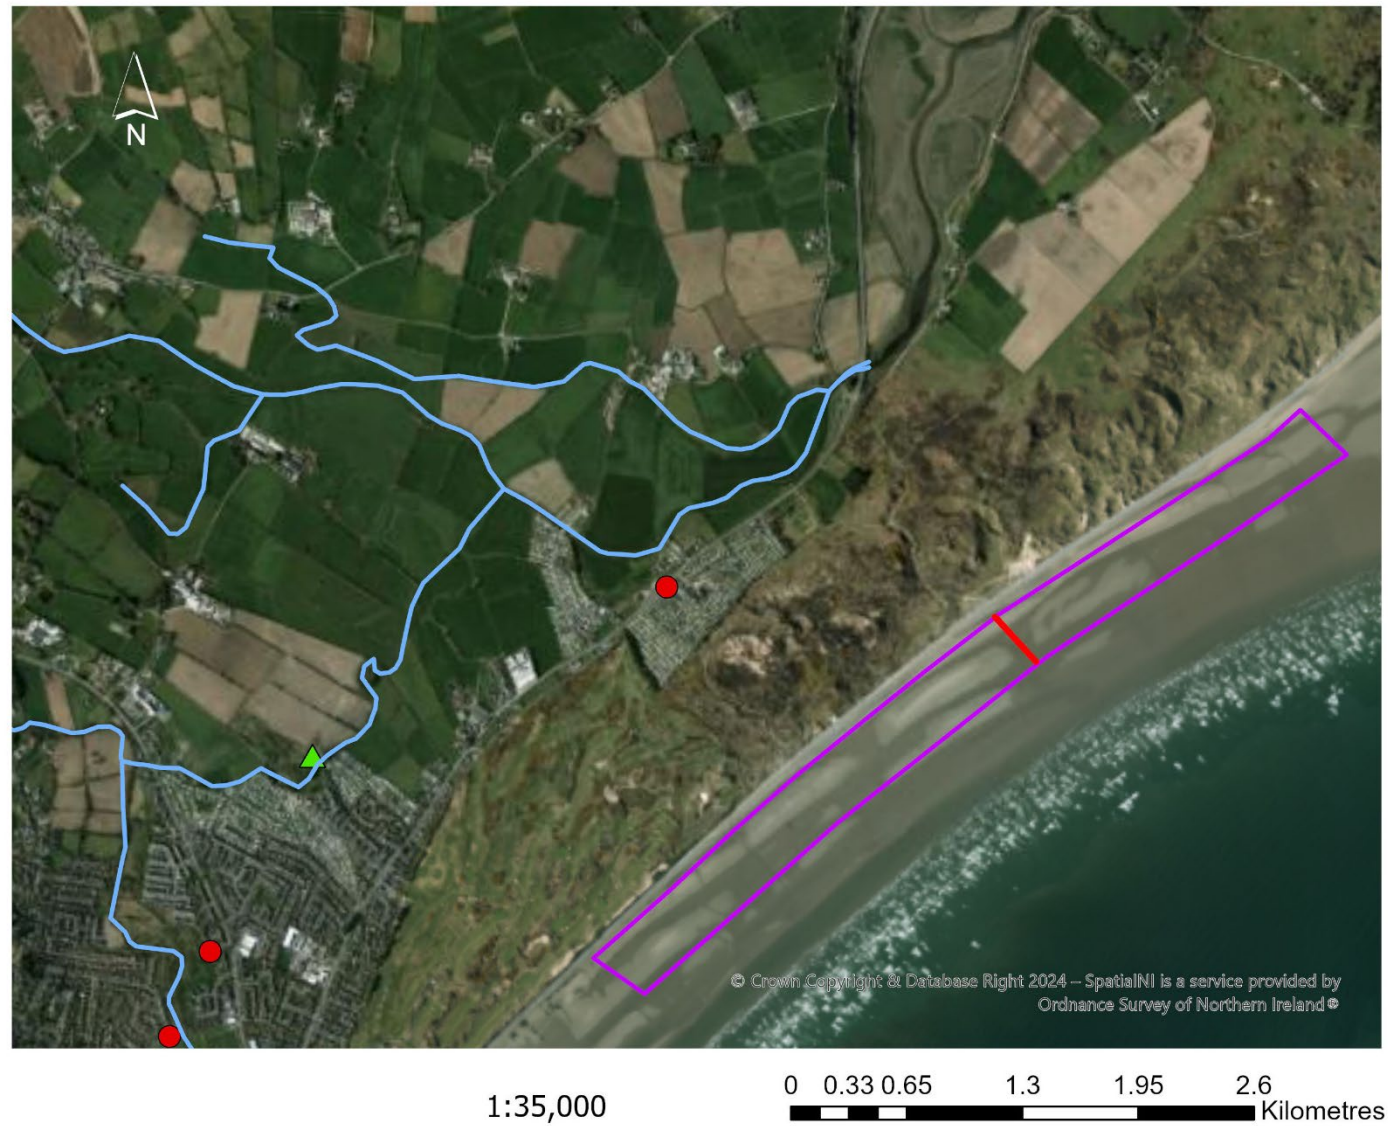 N
© Crown Copyright & Database Right 2024 – SpatialNI is a service provided by
Ordnance Survey of Northern Ireland®
1:35,000
0 0.33 0.65 1.3 1.95 2.6
Kilometres